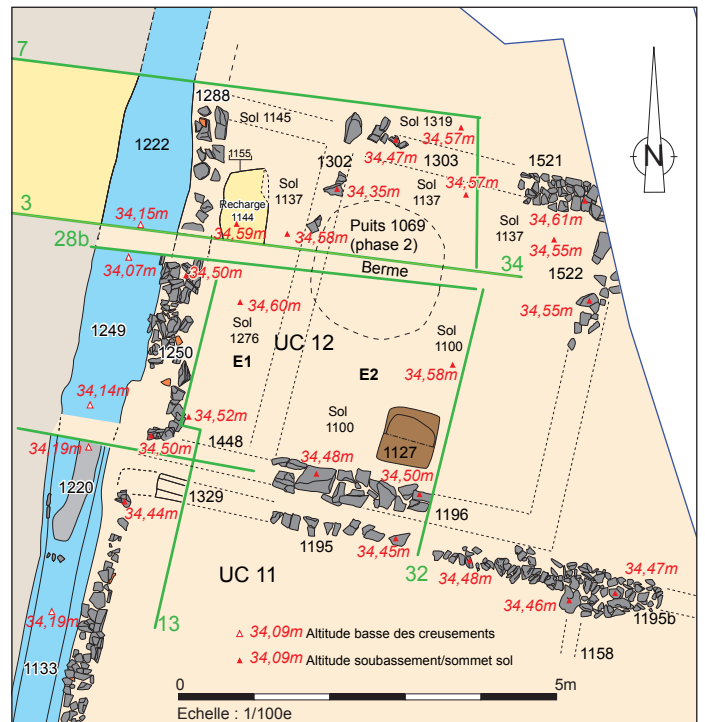 7
1288
Sol 1145
Sol 1319
34,57m
1222
1155
1302
34,47m
1303
1521
Sol
1137
34,35m
Sol
1137
34,57m
Recharge
1144
34,61m
3
34,15m
34,59m
34,58m
Puits 1069
(phase 2)
Sol
1137
34,55m
28b
34,07m
34,50m
Berme
34
1522
34,60m
34,55m
1249
Sol
1276
UC 12
Sol
1100
1250
E1
E2
34,58m
34,14m
34,52m
Sol
1100
34,50m
1448
34,48m
1127
34,19m
34,50m
1220
1329
1196
34,44m
1195
34,45m
32
34,48m
34,47m
UC 11
34,46m
1195b
34,19m
13
1158
1133
34,09m Altitude basse des creusements
34,09m Altitude soubassement/sommet sol
0
5m
Echelle : 1/100e
N